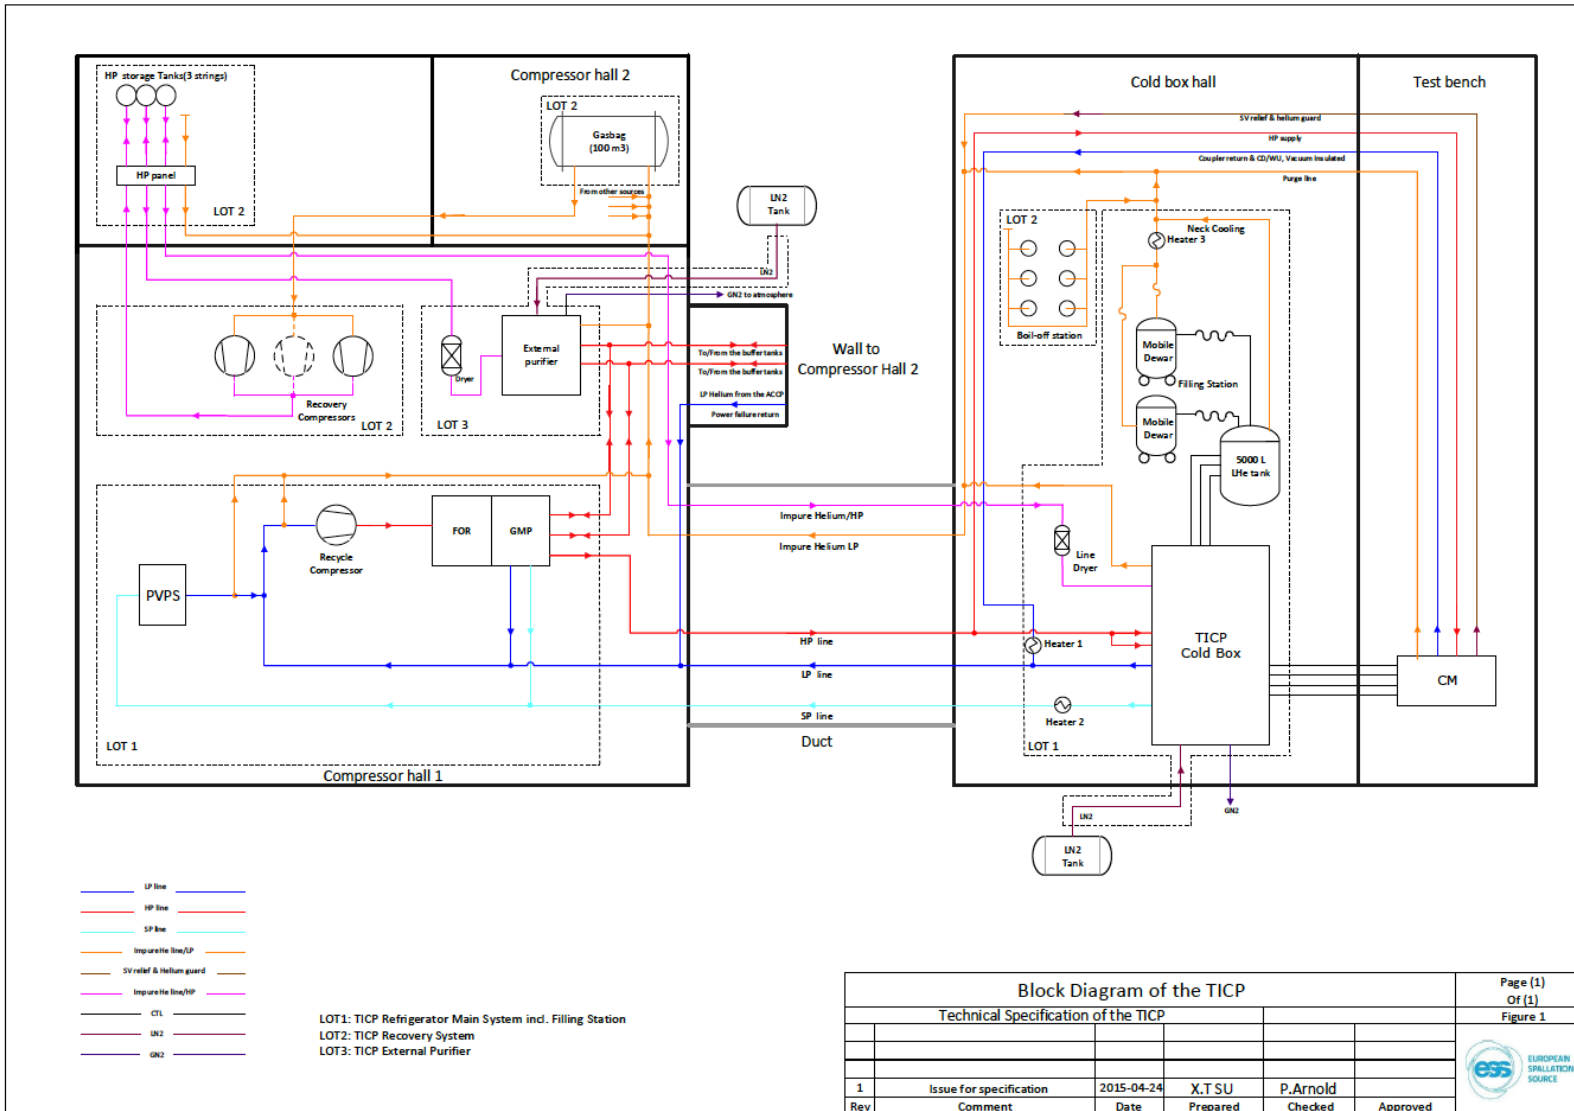 HP storage Tanks(3 strings)
HP panel
LOT 2
Compressor hall 2
LOT 2
Gasbag
(100 m3)
From other sources
LN2
Tank
LN2
GN2 to atmosphere
Recovery
Compressors
LOT 2
Dryer
External
purifier
LOT 3
To/From the buffer tanks
To/From the buffer tanks
LP Helium from the ACCP
Power failure return
Wall to
Compressor Hall 2
PVPS
Recycle
Compressor
FOR
GMP
LOT 1
Compressor hall 1
Impure Helium/HP
Impure Helium LP
HP line
LP line
SP line
Duct
Cold box hall
Test bench
SV relief & helium guard
HP supply
Coupler return & CD/WU, Vacuum Insulated
Purge line
LOT 2
Boil-off station
Neck Cooling
Heater 3
Mobile
Dewar
Filling Station
Mobile
Dewar
5000 L
LHe tank
Line
Dryer
TICP
Cold Box
Heater 1
Heater 2
LOT 1
CM
LN2
GN2
LN2
Tank
LP line
HP line
SP line
Impure He line/LP
SV relief & Helium guard
Impure He line/HP
CTL
LN2
GN2
LOT1: TICP Refrigerator Main System incl. Filling Station
LOT2: TICP Recovery System
LOT3: TICP External Purifier
Block Diagram of the TICP
Page (1)
Of (1)
Technical Specification of the TICP
Figure 1
1 Issue for specification 2015-04-24 X.T SU P.Arnold
Rev Comment Date Prepared Checked Approved
ess
EUROPEAN
SPALLATION
SOURCE